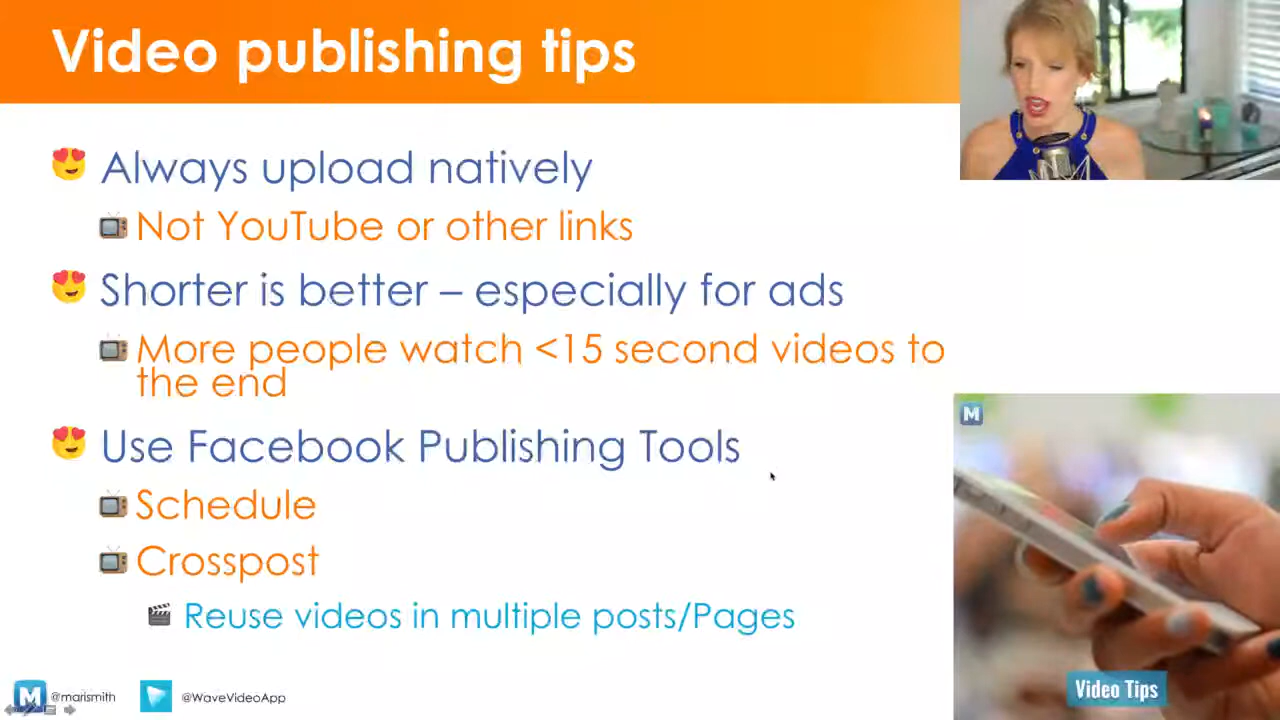 Video publishing tips
Always upload natively
Not YouTube or other links
Shorter is better – especially for ads
More people watch <15 second videos to
the end
Use Facebook Publishing Tools
Schedule
Crosspost
Reuse videos in multiple posts/Pages
M
Video Tips
M @marismith
@WaveVideoApp